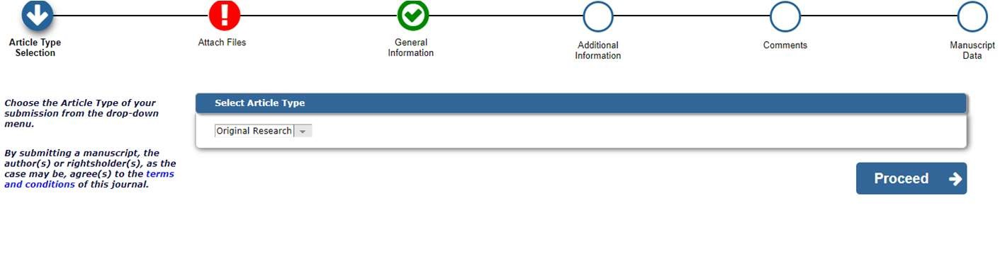 Article Type
Selection
Attach Files
General
Information
Additional
Information
Comments
Manuscript
Data
Choose the Article Type of your
submission from the drop-down
menu.
By submitting a manuscript, the
author(s) or rightsholder(s), as the
case may be, agree(s) to the terms
and conditions of this journal.
Select Article Type
Original Research
Proceed